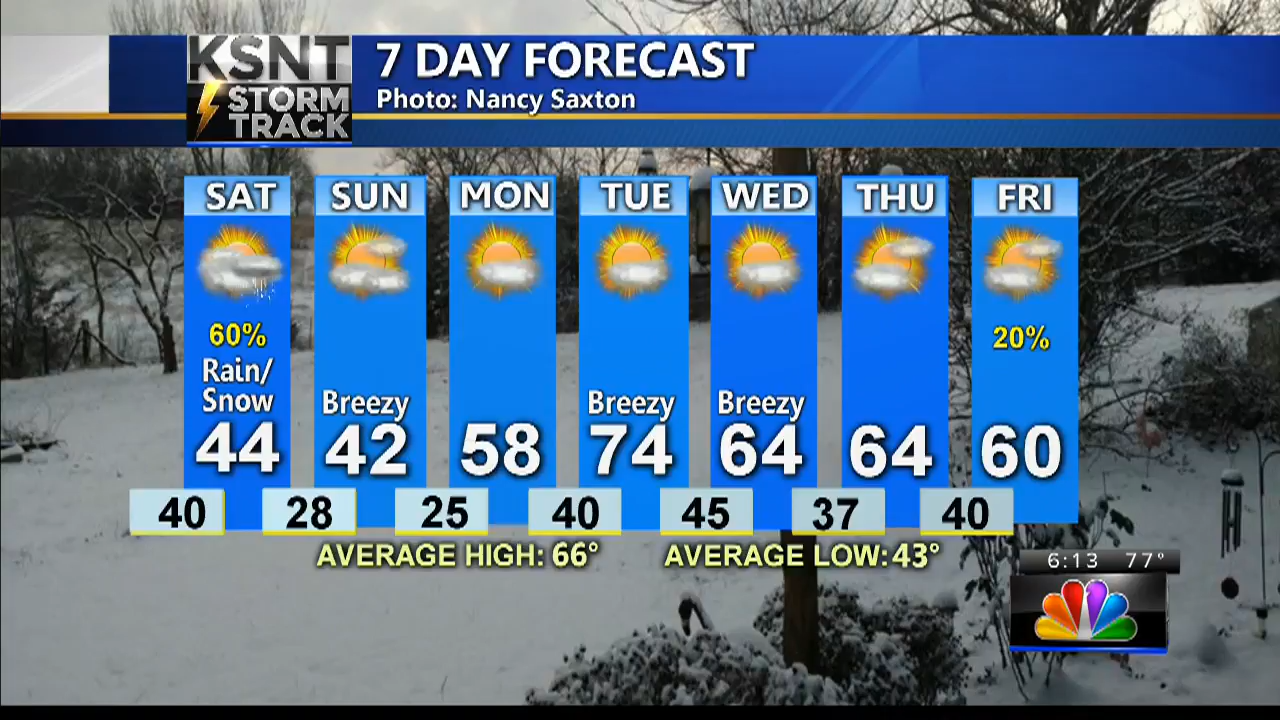 KSNT
STORM
TRACK
7 DAY FORECAST
Photo: Nancy Saxton
SAT SUN MON TUE WED THU FRI
60% 20%
Rain/
Snow Breezy Breezy Breezy
44 42 58 74 64 64 60
40 28 25 40 45 37 40
AVERAGE HIGH: 66° AVERAGE LOW: 43°
6:13 77°